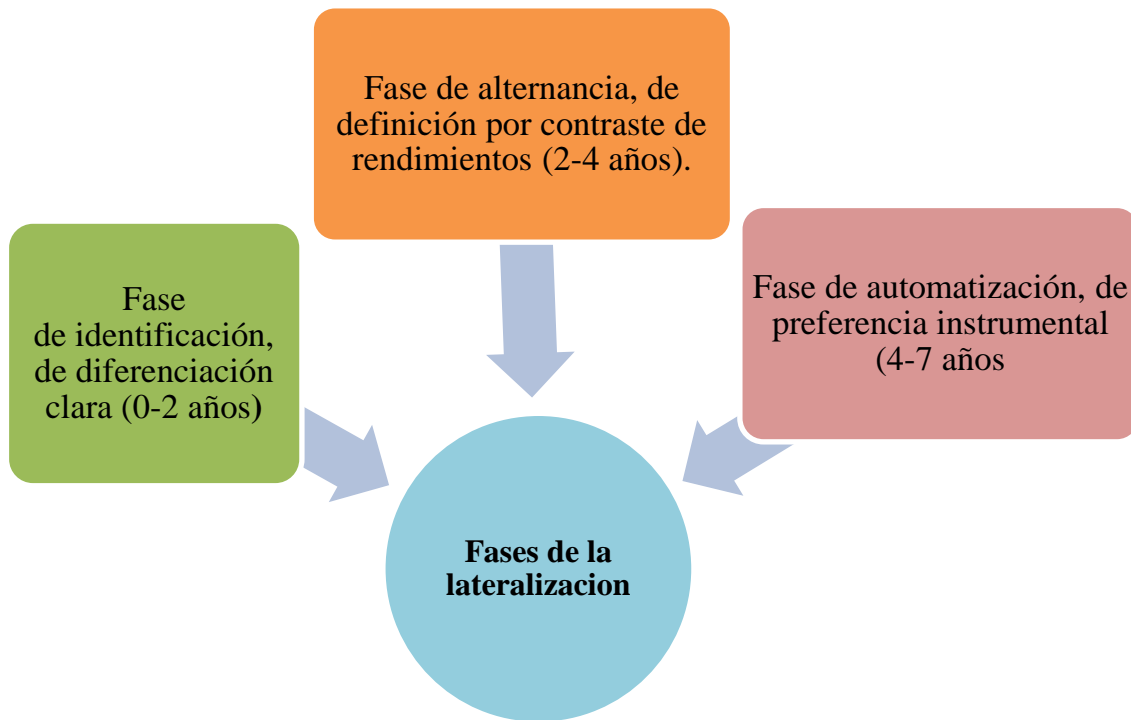 Fase de alternancia, de
definición por contraste de
rendimientos (2-4 años).
Fase
de identificación,
de diferenciación
clara (0-2 años)
Fase de automatización, de
preferencia instrumental
(4-7 años
Fases de la
lateralizacion